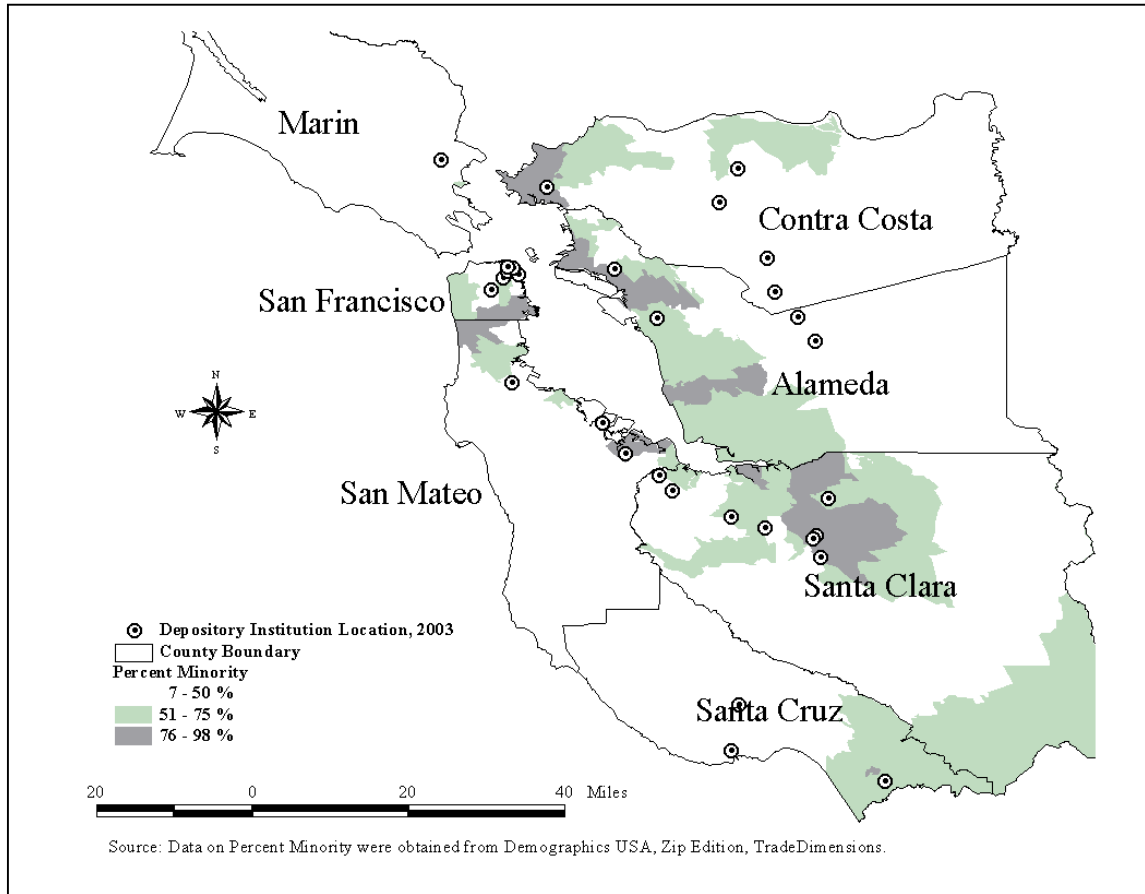 Marin
Contra Costa
San Francisco
Alameda
N
W E
S
San Mateo
Santa Clara
Depository Institution Location, 2003
County Boundary
Percent Minority
7 - 50 %
51 - 75 %
76 - 98 %
Santa Cruz
20 0 20 40 Miles
Source: Data on Percent Minority were obtained from Demographics USA, Zip Edition, TradeDimensions.